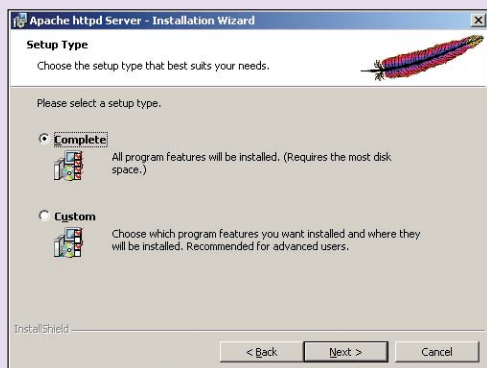 Apache httpd Server - Installation Wizard
Setup Type
Choose the setup type that best suits your needs.
Please select a setup type.
Complete
All program features will be installed. (Requires the most disk
space.)
Custom
Choose which program features you want installed and where they
will be installed. Recommended for advanced users.
InstallShield
< Back Next > Cancel